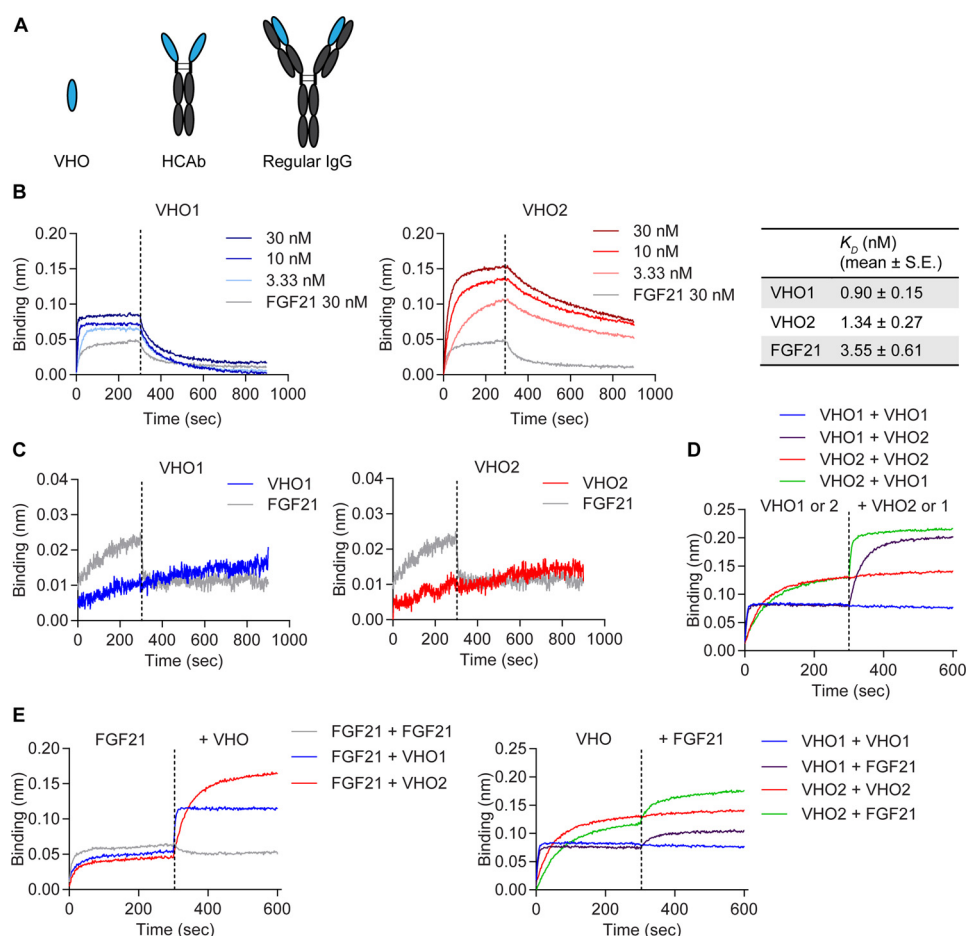 A
VHO
HCAb
Regular IgG
B
VHO1
Binding (nm)
0.20
0.15
0.10
0.05
0.00
0 200 400 600 800 1000
Time (sec)
30 nM
10 nM
3.33 nM
FGF21 30 nM
VHO2
Binding (nm)
0.20
0.15
0.10
0.05
0.00
0 200 400 600 800 1000
Time (sec)
30 nM
10 nM
3.33 nM
FGF21 30 nM
K_D (nM)
(mean ± S.E.)
VHO1 0.90 ± 0.15
VHO2 1.34 ± 0.27
FGF21 3.55 ± 0.61
C
VHO1
Binding (nm)
0.04
0.03
0.02
0.01
0.00
0 200 400 600 800 1000
Time (sec)
VHO1
FGF21
VHO2
Binding (nm)
0.04
0.03
0.02
0.01
0.00
0 200 400 600 800 1000
Time (sec)
VHO2
FGF21
D
VHO1 + VHO1
VHO1 + VHO2
VHO2 + VHO2
VHO2 + VHO1
VHO1 or 2 + VHO2 or 1
Binding (nm)
0.25
0.20
0.15
0.10
0.05
0.00
0 200 400 600
Time (sec)
E
FGF21 + VHO
Binding (nm)
0.20
0.15
0.10
0.05
0.00
0 200 400 600
Time (sec)
FGF21 + FGF21
FGF21 + VHO1
FGF21 + VHO2
VHO + FGF21
Binding (nm)
0.25
0.20
0.15
0.10
0.05
0.00
0 200 400 600
Time (sec)
VHO1 + VHO1
VHO1 + FGF21
VHO2 + VHO2
VHO2 + FGF21